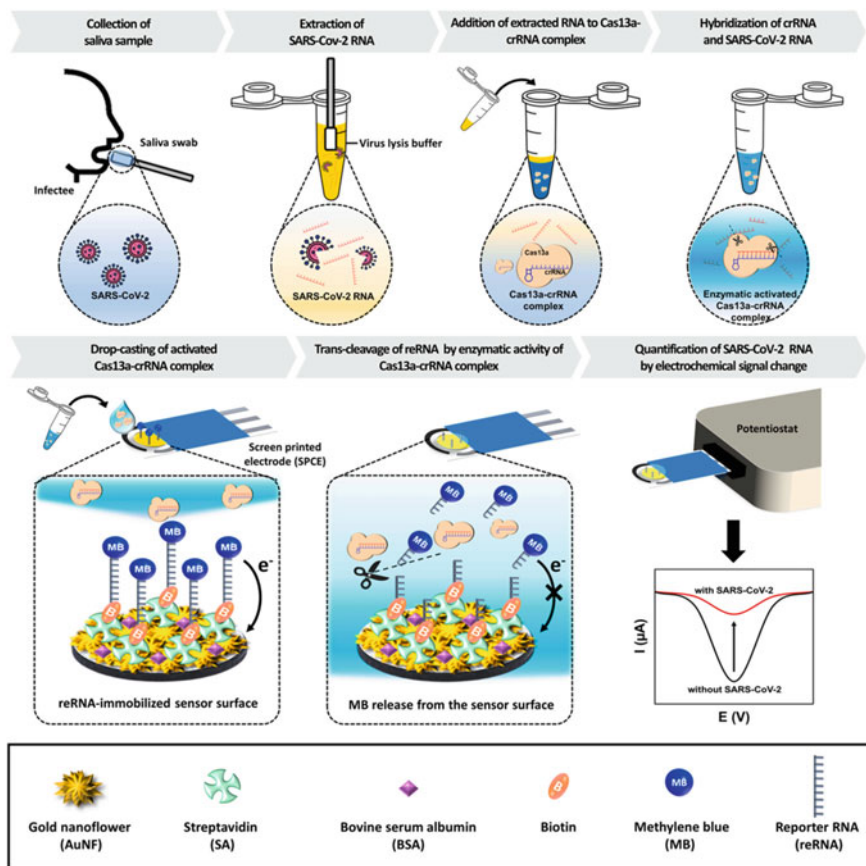 Collection of
saliva sample
Extraction of
SARS-Cov-2 RNA
Addition of extracted RNA to Cas13a-
crRNA complex
Hybridization of crRNA
and SARS-CoV-2 RNA
Saliva swab
Infectee
Virus lysis buffer
SARS-CoV-2
SARS-CoV-2 RNA
Cas13a
crRNA
Cas13a-crRNA
complex
Enzymatic activated
Cas13a-crRNA
complex
Drop-casting of activated
Cas13a-crRNA complex
Trans-cleavage of reRNA by enzymatic activity of
Cas13a-crRNA complex
Quantification of SARS-CoV-2 RNA
by electrochemical signal change
Screen printed
electrode (SPCE)
Potentiostat
MB
MB
MB
MB
MB
e-
B
B
B
B
B
reRNA-immobilized sensor surface
MB
MB
MB
MB
MB
e-
B
B
B
B
B
MB release from the sensor surface
with SARS-CoV-2
without SARS-CoV-2
I (µA)
E (V)
B
MB
Gold nanoflower
(AuNF)
Streptavidin
(SA)
Bovine serum albumin
(BSA)
Biotin
Methylene blue
(MB)
Reporter RNA
(reRNA)